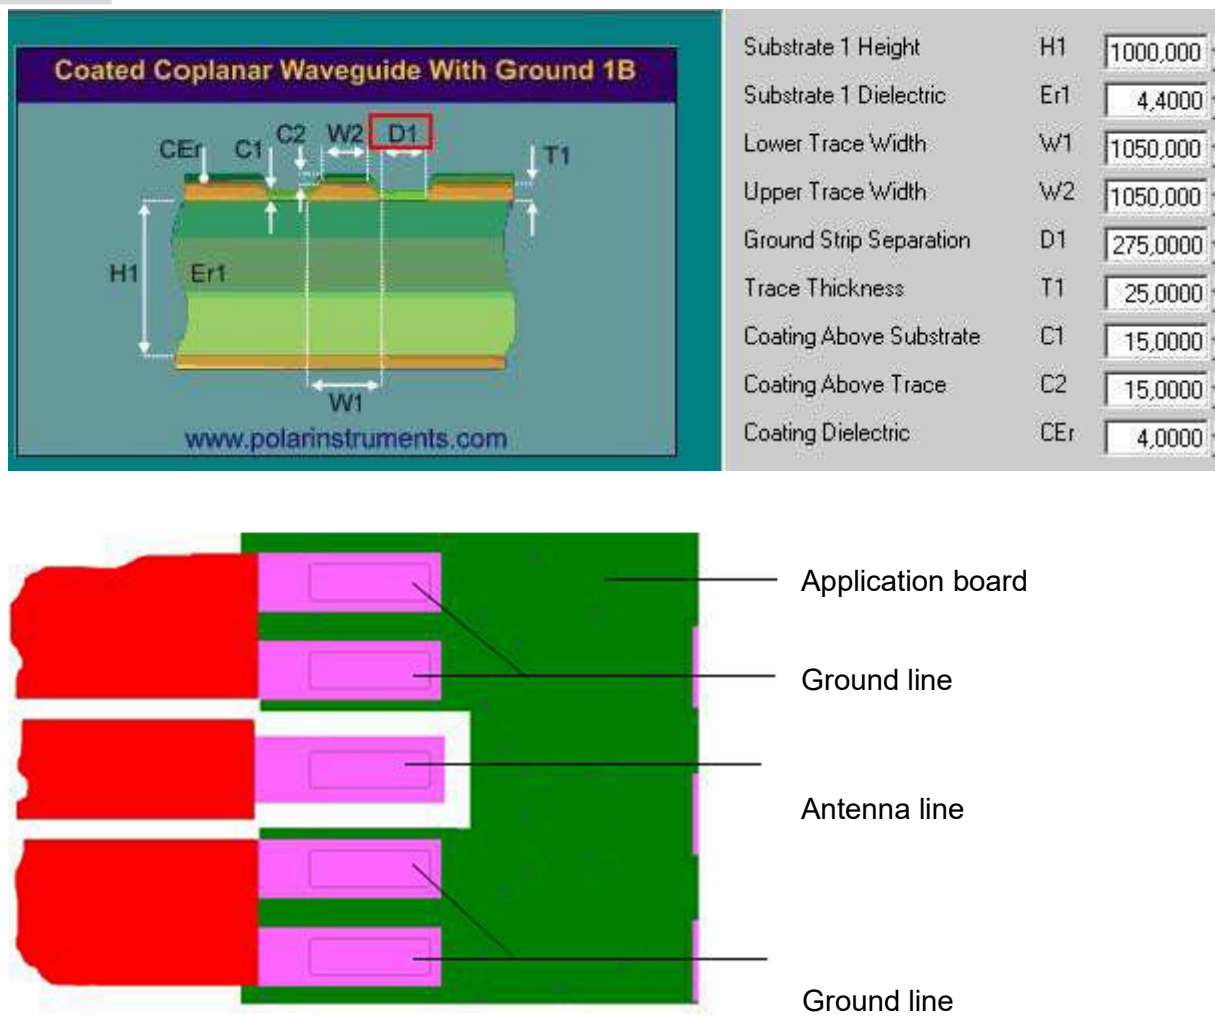 Coated Coplanar Waveguide With Ground 1B
CEr C1 C2 W2 D1 T1
H1 Er1
W1
www.polarinstruments.com
Substrate 1 Height H1 1000,000
Substrate 1 Dielectric Er1 4,4000
Lower Trace Width W1 1050,000
Upper Trace Width W2 1050,000
Ground Strip Separation D1 275,0000
Trace Thickness T1 25,0000
Coating Above Substrate C1 15,0000
Coating Above Trace C2 15,0000
Coating Dielectric CEr 4,0000
Application board
Ground line
Antenna line
Ground line